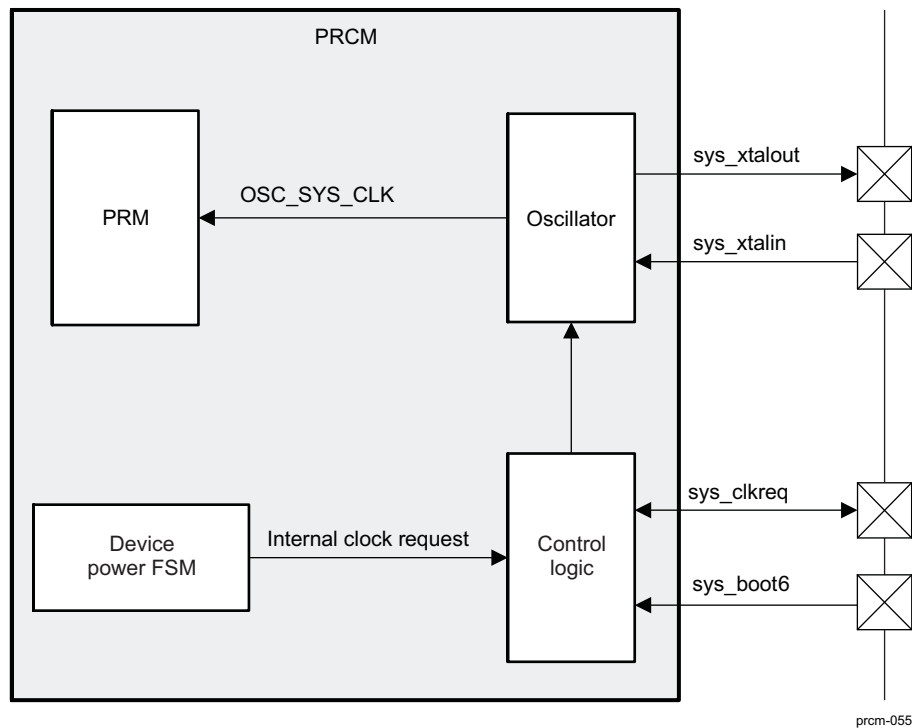 PRCM
sys_xtalout
OSC_SYS_CLK
PRM
Oscillator
sys_xtalin
sys_clkreq
Device
power FSM
Internal clock request
Control
logic
sys_boot6
prcm-055